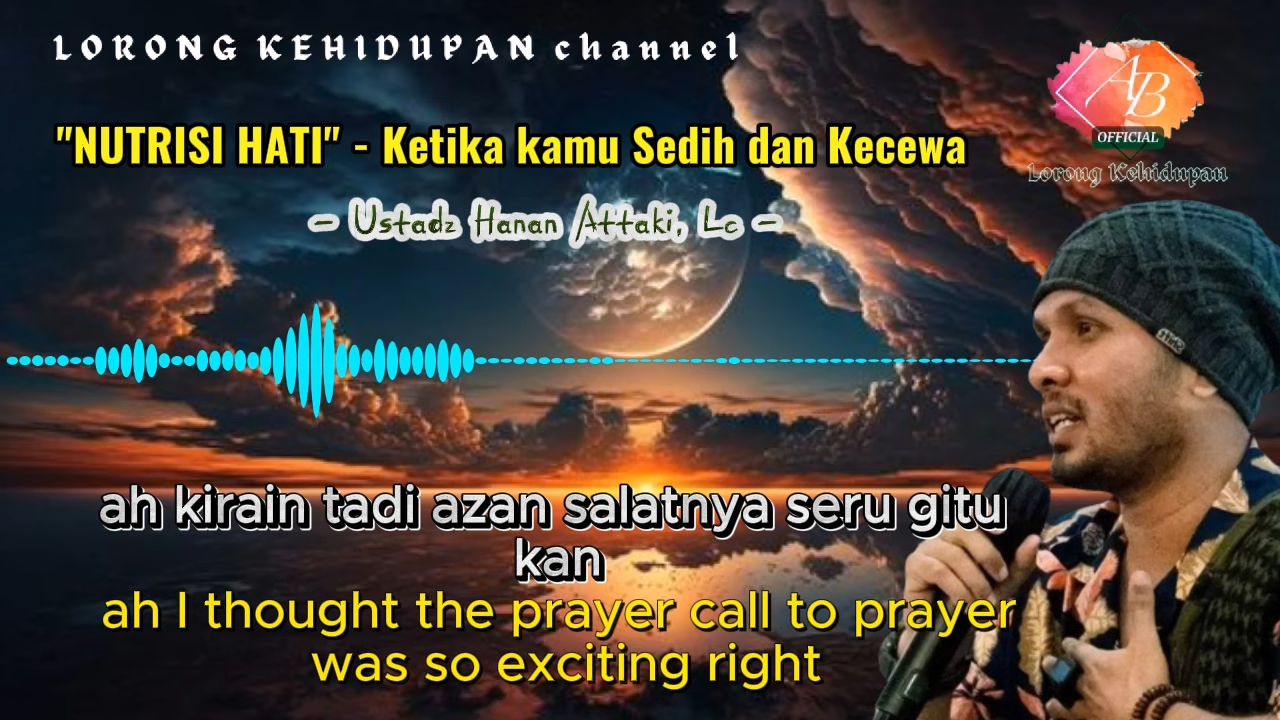 LORONG KEHIDUPAN channel
AB
OFFICIAL
Lorong Kehidupan
"NUTRISI HATI" - Ketika kamu Sedih dan Kecewa
- Ustadz Hanan Attaki, Lc -
ah kirain tadi azan salatnya seru gitu
kan
ah I thought the prayer call to prayer
was so exciting right